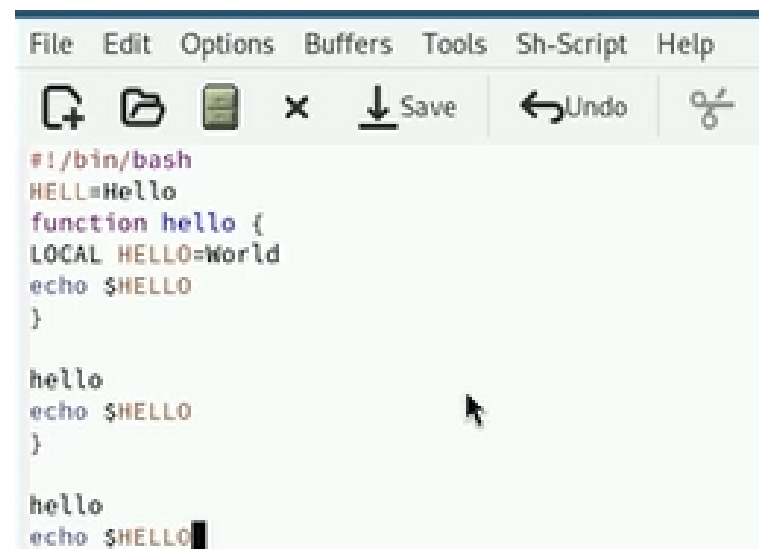 File Edit Options Buffers Tools Sh-Script Help
Save Undo
#!/bin/bash
HELL=Hello
function hello {
LOCAL HELLO=World
echo $HELLO
}
hello
echo $HELLO
}
hello
echo $HELLO